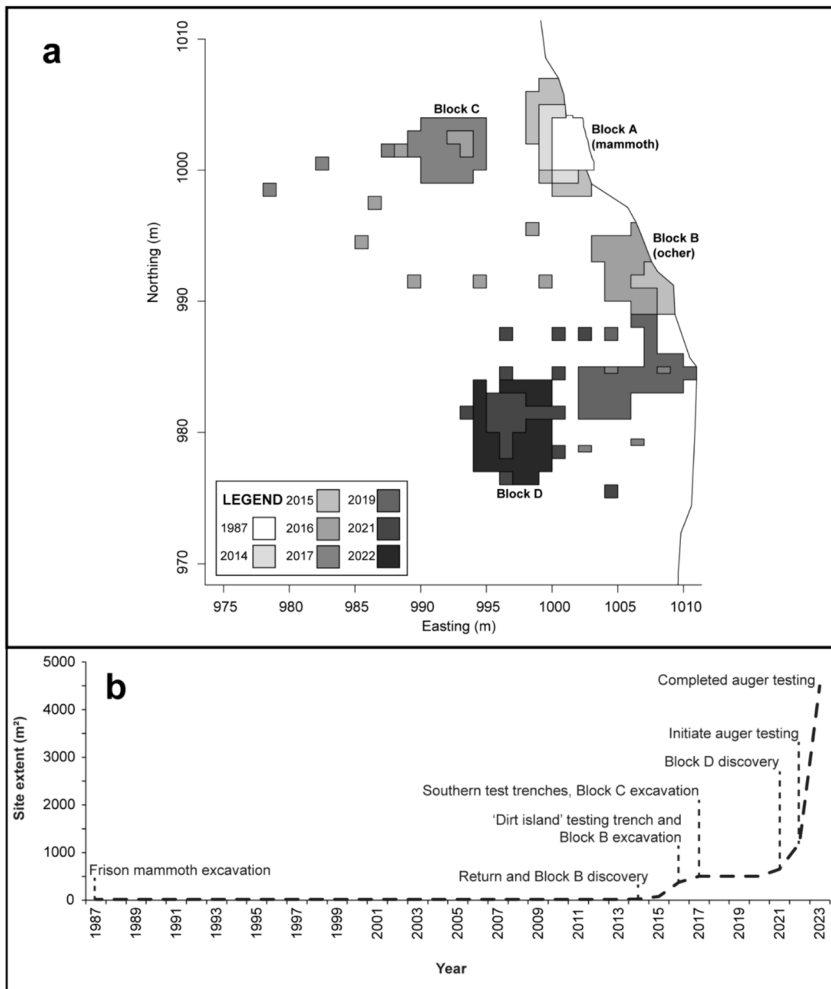 a
1010
1000
990
980
970
Northing (m)
Block C
Block A
(mammoth)
Block B
(ocher)
Block D
LEGEND
1987
2014
2015
2016
2017
2019
2021
2022
975
980
985
990
995
1000
1005
1010
Easting (m)
b
5000
4000
3000
2000
1000
0
Site extent (m²)
Completed auger testing
Initiate auger testing
Block D discovery
Southern test trenches, Block C excavation
‘Dirt island’ testing trench and
Block B excavation
Return and Block B discovery
Frison mammoth excavation
1987
1989
1991
1993
1995
1997
1999
2001
2003
2005
2007
2009
2011
2013
2015
2017
2019
2021
2023
Year